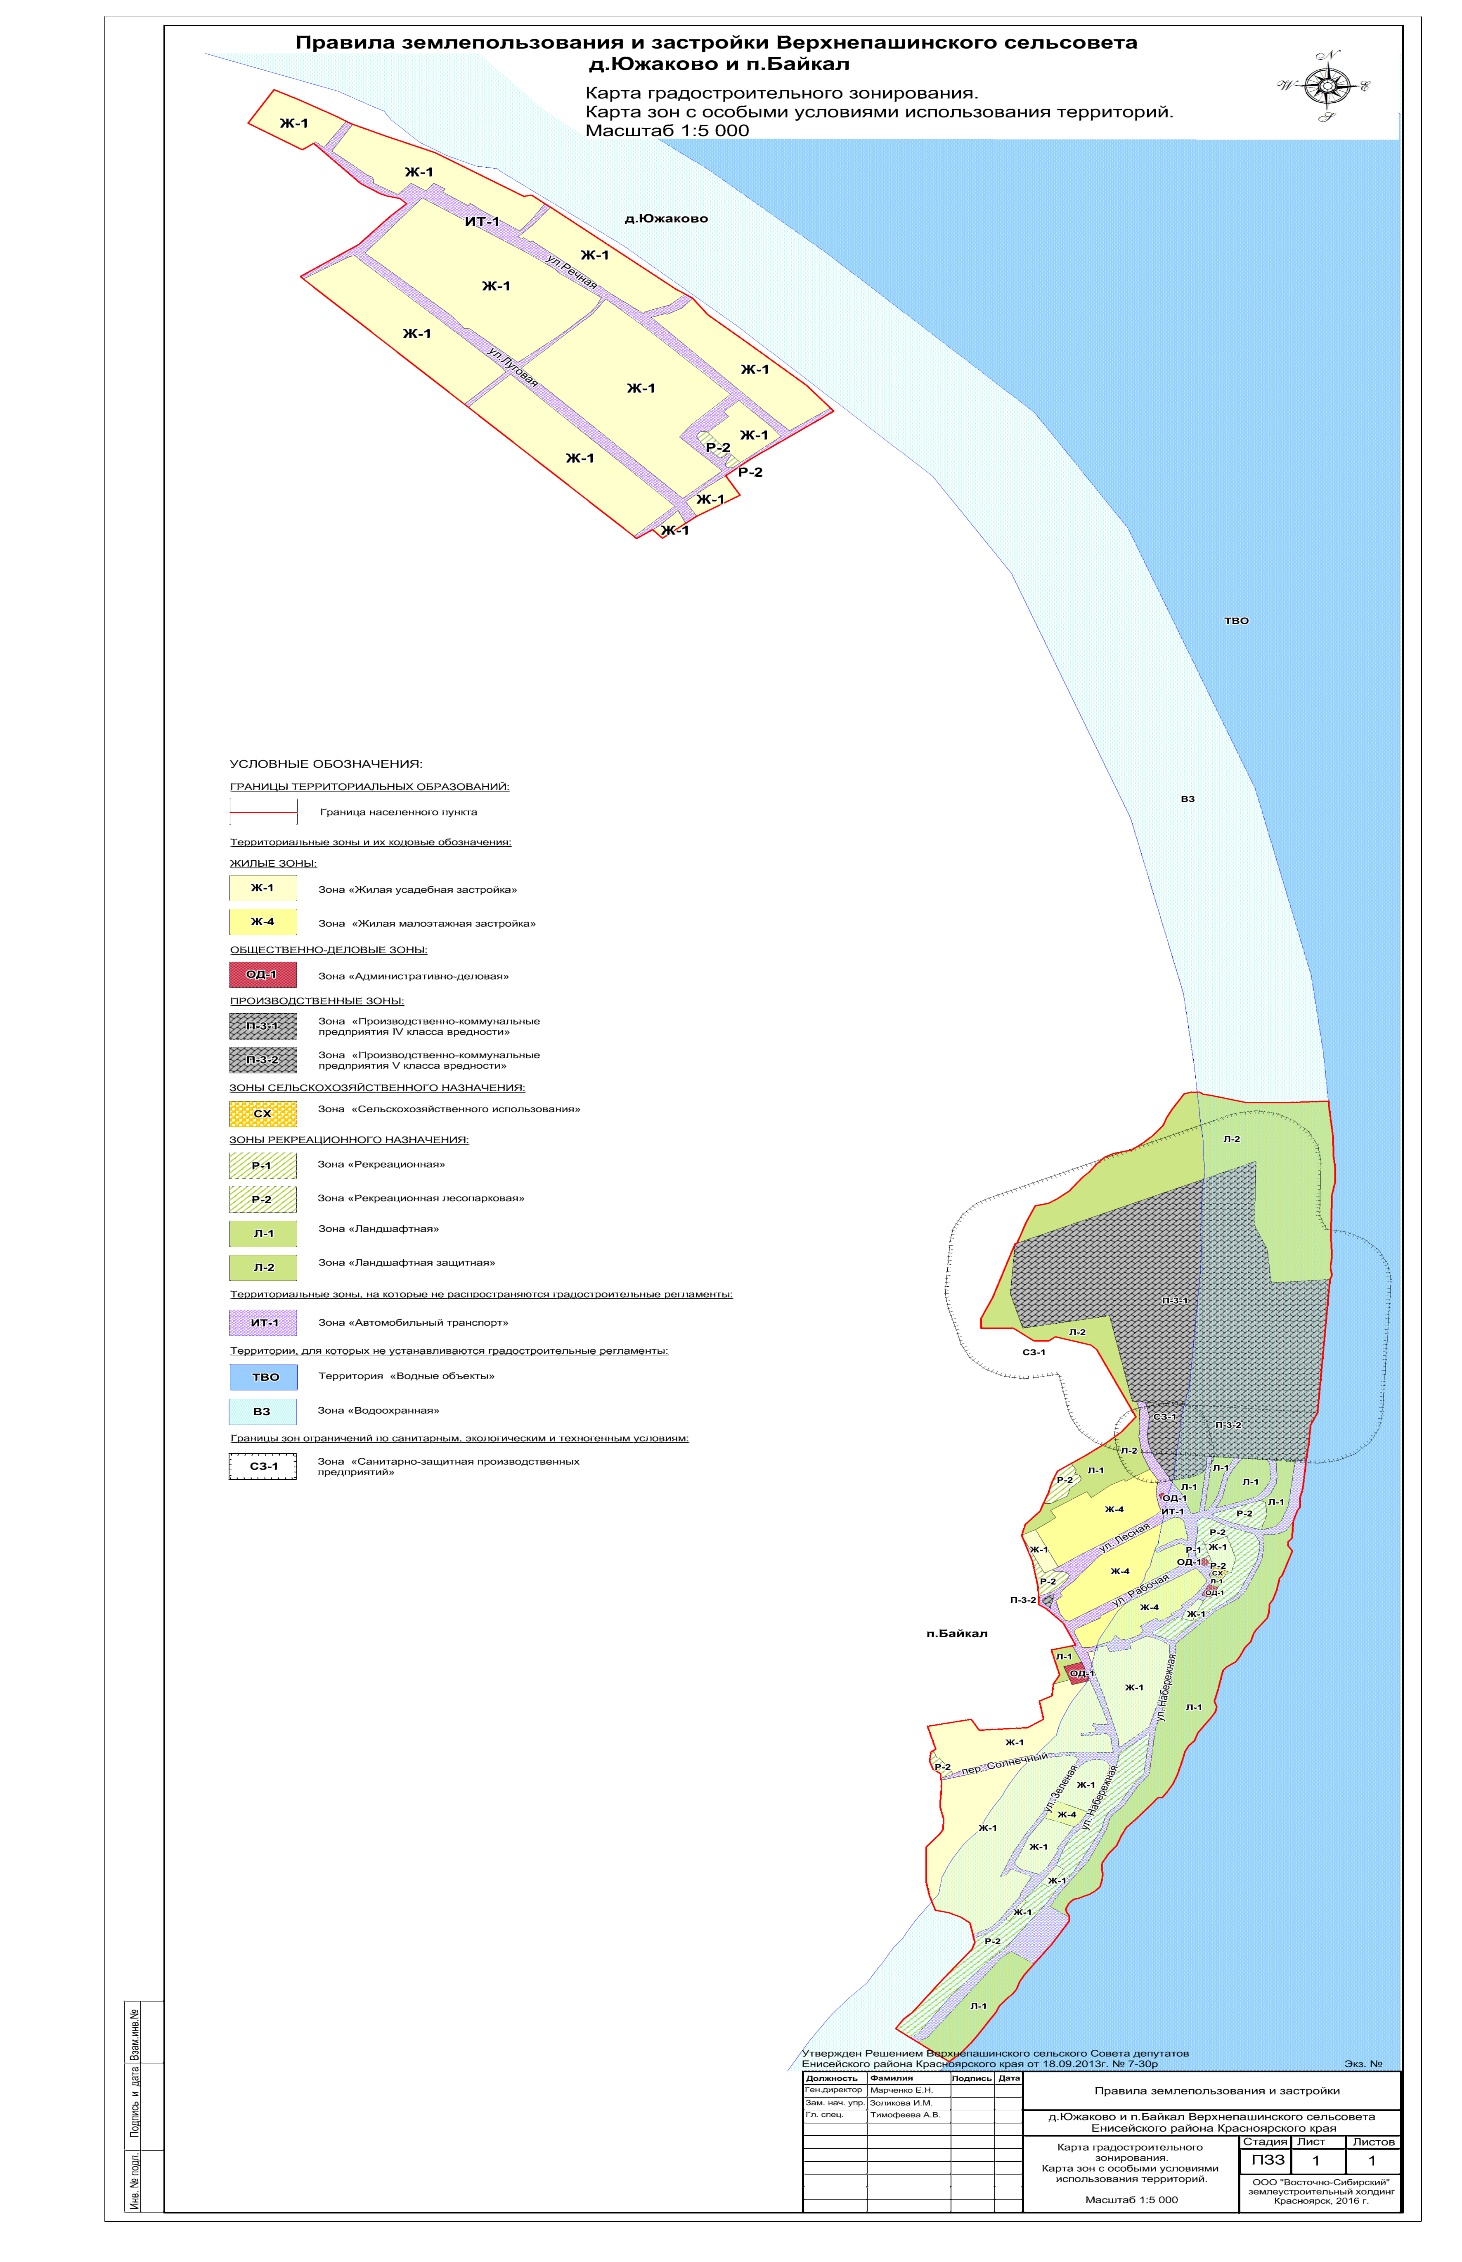 Правила землепользования и застройки Верхнепашинского сельсовета
д.Южаково и п.Байкал
Карта градостроительного зонирования.
Карта зон с особыми условиями использования территорий.
Масштаб 1:5 000
N
W
E
S
Ж-1
Ж-1
ИТ-1
д.Южаково
Ж-1
ул.Речная
Ж-1
Ж-1
ул.Луговая
Ж-1
Ж-1
Ж-1
Р-2
Ж-1
Р-2
Ж-1
Ж-1
ТВО
ВЗ
УСЛОВНЫЕ ОБОЗНАЧЕНИЯ:
ГРАНИЦЫ ТЕРРИТОРИАЛЬНЫХ ОБРАЗОВАНИЙ:
Граница населенного пункта
Территориальные зоны и их кодовые обозначения:
ЖИЛЫЕ ЗОНЫ:
Ж-1 Зона «Жилая усадебная застройка»
Ж-4 Зона «Жилая малоэтажная застройка»
ОБЩЕСТВЕННО-ДЕЛОВЫЕ ЗОНЫ:
ОД-1 Зона «Административно-деловая»
ПРОИЗВОДСТВЕННЫЕ ЗОНЫ:
П-3-1 Зона «Производственно-коммунальные
предприятия IV класса вредности»
П-3-2 Зона «Производственно-коммунальные
предприятия V класса вредности»
ЗОНЫ СЕЛЬСКОХОЗЯЙСТВЕННОГО НАЗНАЧЕНИЯ:
СХ Зона «Сельскохозяйственного использования»
ЗОНЫ РЕКРЕАЦИОННОГО НАЗНАЧЕНИЯ:
Р-1 Зона «Рекреационная»
Р-2 Зона «Рекреационная лесопарковая»
Л-1 Зона «Ландшафтная»
Л-2 Зона «Ландшафтная защитная»
Территориальные зоны, на которые не распространяются градостроительные регламенты:
ИТ-1 Зона «Автомобильный транспорт»
Территории, для которых не устанавливаются градостроительные регламенты:
ТВО Территория «Водные объекты»
ВЗ Зона «Водоохранная»
Границы зон ограничений по санитарным, экологическим и техногенным условиям:
СЗ-1 Зона «Санитарно-защитная производственных
предприятий»
Л-2
П-3-1
Л-2
СЗ-1
СЗ-1
П-3-2
Л-2
Л-1
Р-2
Л-1
Л-1
Л-1
Л-1
ОД-1
ИТ-1
Ж-4
Р-2
ул. Лесная
Р-2
Ж-1
Р-1
Ж-1
ОД-1
Р-2
СХ
Л-1
ОД-1
Ж-4
Р-2
П-3-2
ул. Рабочая
Ж-4
Ж-1
п.Байкал
Л-1
ОД-1
Ж-1
ул. Набережная
Л-1
Ж-1
Р-2
пер. Солнечный
ул. Зеленая
Ж-1
ул. Набережная
Ж-4
Ж-1
Ж-1
Ж-1
Ж-1
Р-2
Л-1
Утвержден Решением Верхнепашинского сельского Совета депутатов
Енисейского района Красноярского края от 18.09.2013г. № 7-30р
Экз. №
Должность Фамилия Подпись Дата
Ген.директор Марченко Е.Н.
Зам. нач. упр. Золикова И.М.
Гл. спец. Тимофеева А.В.
Правила землепользования и застройки
д.Южаково и п.Байкал Верхнепашинского сельсовета
Енисейского района Красноярского края
Карта градостроительного
зонирования.
Карта зон с особыми условиями
использования территорий.
Масштаб 1:5 000
Стадия Лист Листов
ПЗЗ 1 1
ООО "Восточно-Сибирский"
землеустроительный холдинг
Красноярск, 2016 г.
Взам.инв.№
Подпись и дата
Инв. № подл.